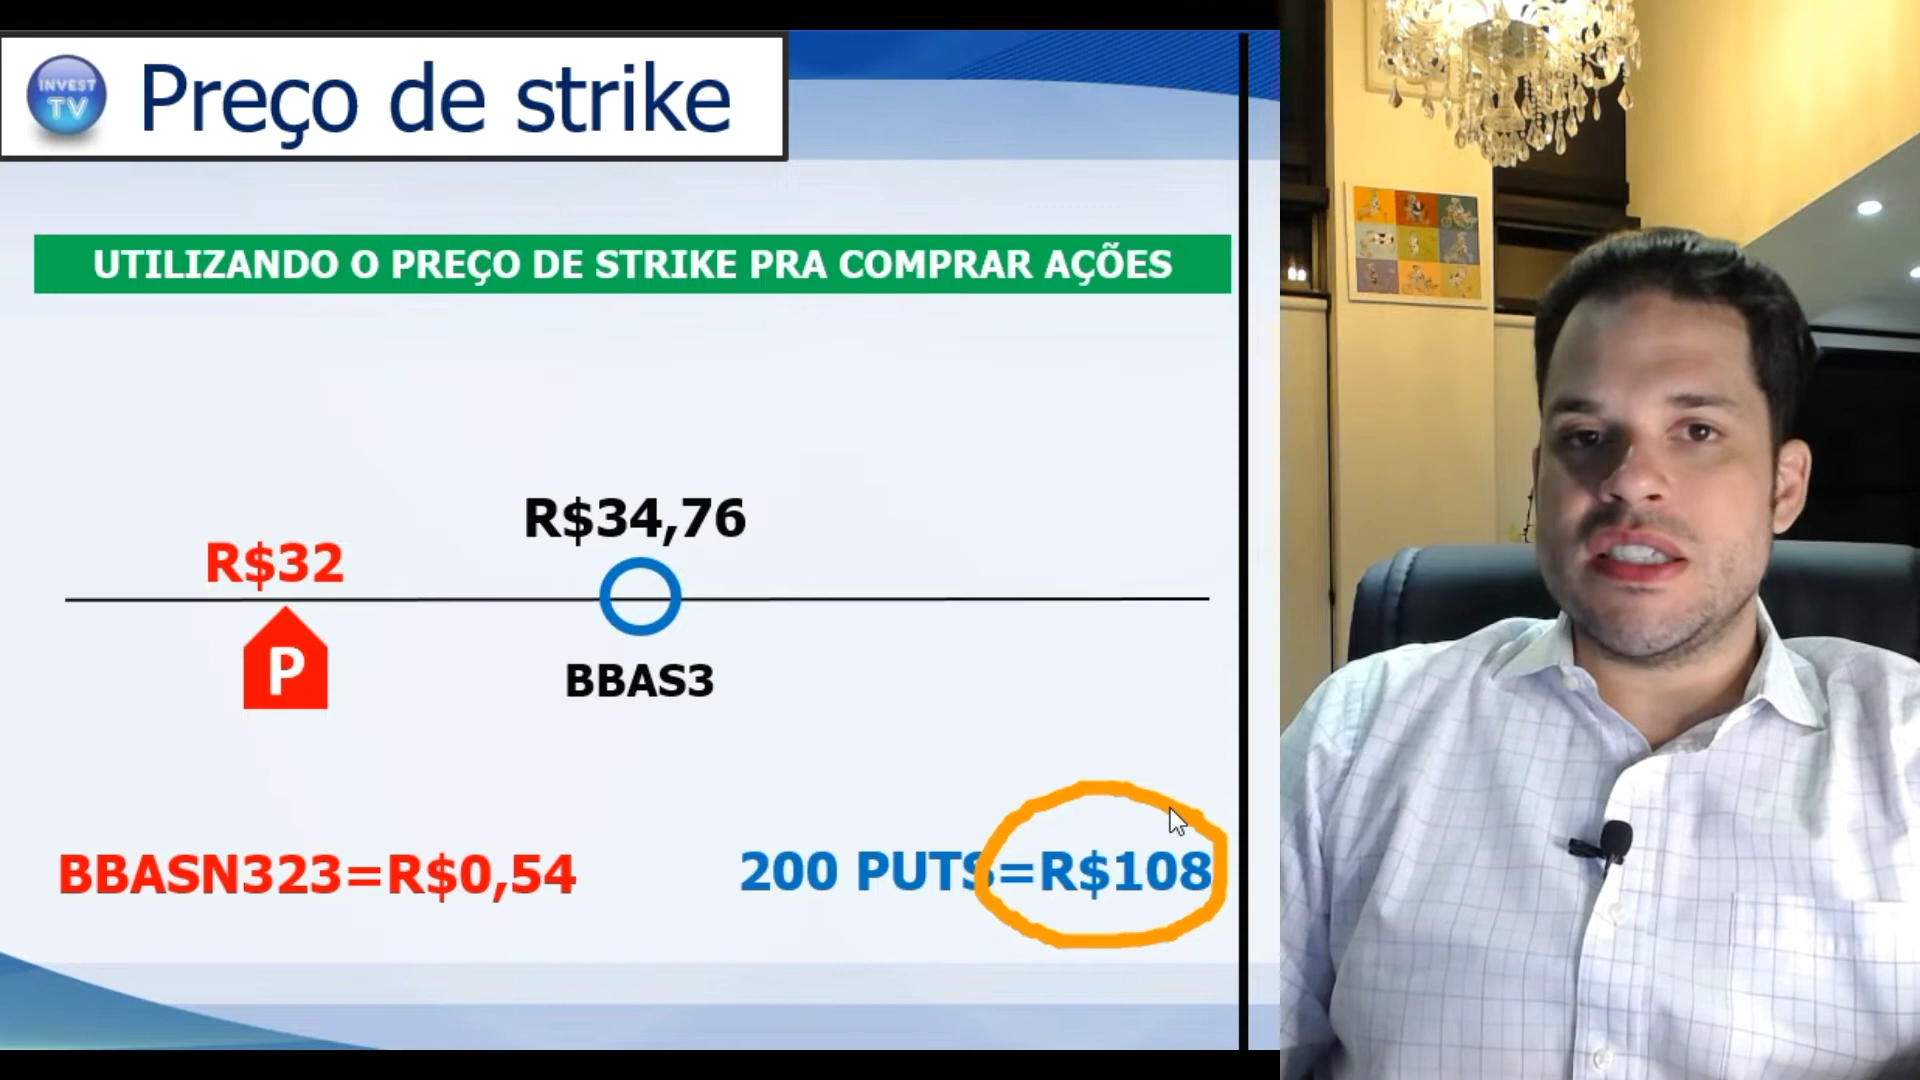 INVEST
TV
Preço de strike
UTILIZANDO O PREÇO DE STRIKE PRA COMPRAR AÇÕES
R$34,76
R$32
P
BBAS3
BBASN323=R$0,54
200 PUTS=R$108